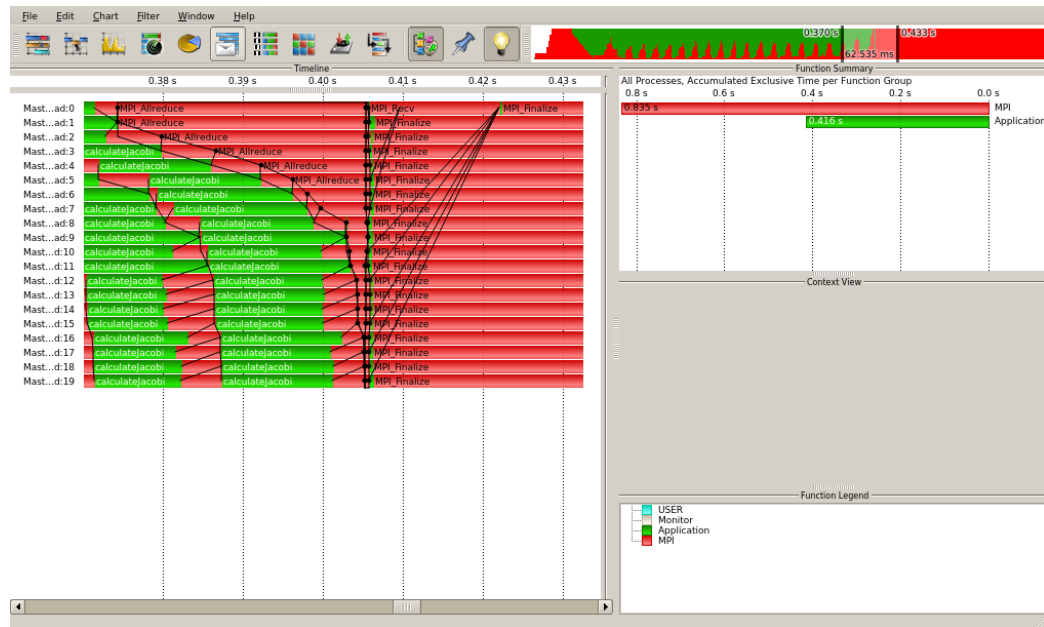 File Edit Chart Filter Window Help
0.370 s 0.433 s
62.535 ms
Timeline
0.38 s 0.39 s 0.40 s 0.41 s 0.42 s 0.43 s
Mast...ad:0 MPI_Allreduce MPI_Recv MPI_Finalize
Mast...ad:1 MPI_Allreduce MPI_Finalize
Mast...ad:2 MPI_Allreduce MPI_Finalize
Mast...ad:3 calculateJacobi MPI_Allreduce MPI_Finalize
Mast...ad:4 calculateJacobi MPI_Allreduce MPI_Finalize
Mast...ad:5 calculateJacobi MPI_Allreduce MPI_Finalize
Mast...ad:6 calculateJacobi MPI_Finalize
Mast...ad:7 calculateJacobi calculateJacobi MPI_Finalize
Mast...ad:8 calculateJacobi calculateJacobi MPI_Finalize
Mast...ad:9 calculateJacobi calculateJacobi MPI_Finalize
Mast...d:10 calculateJacobi calculateJacobi MPI_Finalize
Mast...d:11 calculateJacobi calculateJacobi MPI_Finalize
Mast...d:12 calculateJacobi calculateJacobi MPI_Finalize
Mast...d:13 calculateJacobi calculateJacobi MPI_Finalize
Mast...d:14 calculateJacobi calculateJacobi MPI_Finalize
Mast...d:15 calculateJacobi calculateJacobi MPI_Finalize
Mast...d:16 calculateJacobi calculateJacobi MPI_Finalize
Mast...d:17 calculateJacobi calculateJacobi MPI_Finalize
Mast...d:18 calculateJacobi calculateJacobi MPI_Finalize
Mast...d:19 calculateJacobi calculateJacobi MPI_Finalize
Function Summary
All Processes, Accumulated Exclusive Time per Function Group
0.8 s 0.6 s 0.4 s 0.2 s 0.0 s
0.835 s MPI
0.416 s Application
Context View
Function Legend
USER
Monitor
Application
MPI